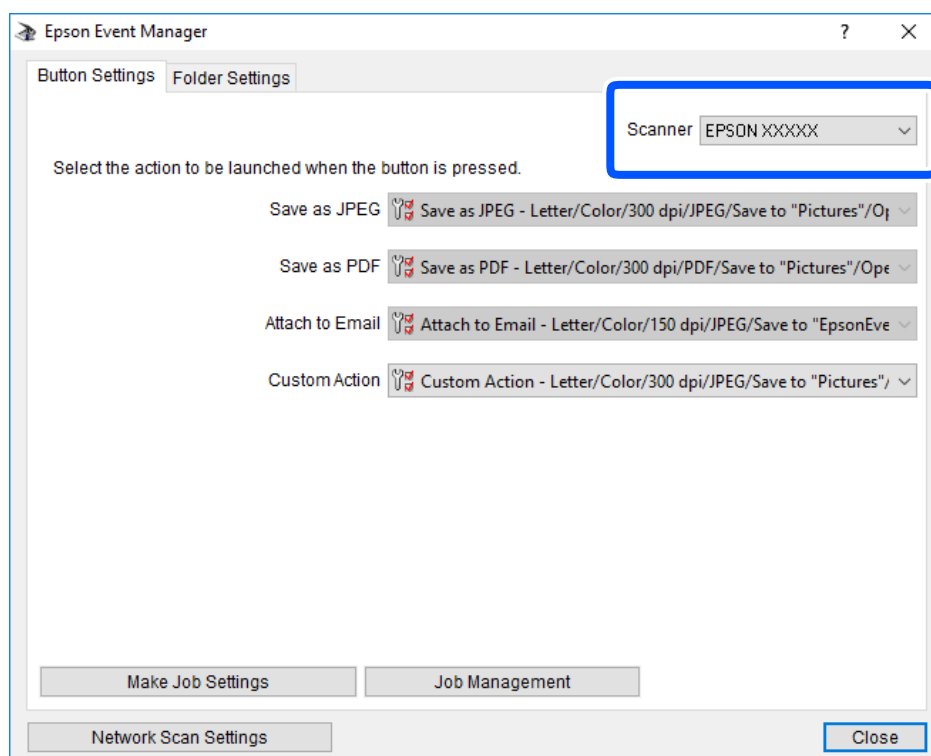 Epson Event Manager
Button Settings Folder Settings
Scanner EPSON XXXXX
Select the action to be launched when the button is pressed.
Save as JPEG Save as JPEG - Letter/Color/300 dpi/JPEG/Save to "Pictures"/Op
Save as PDF Save as PDF - Letter/Color/300 dpi/PDF/Save to "Pictures"/Ope
Attach to Email Attach to Email - Letter/Color/150 dpi/JPEG/Save to "EpsonEve
Custom Action Custom Action - Letter/Color/300 dpi/JPEG/Save to "Pictures"/
Make Job Settings Job Management
Network Scan Settings Close